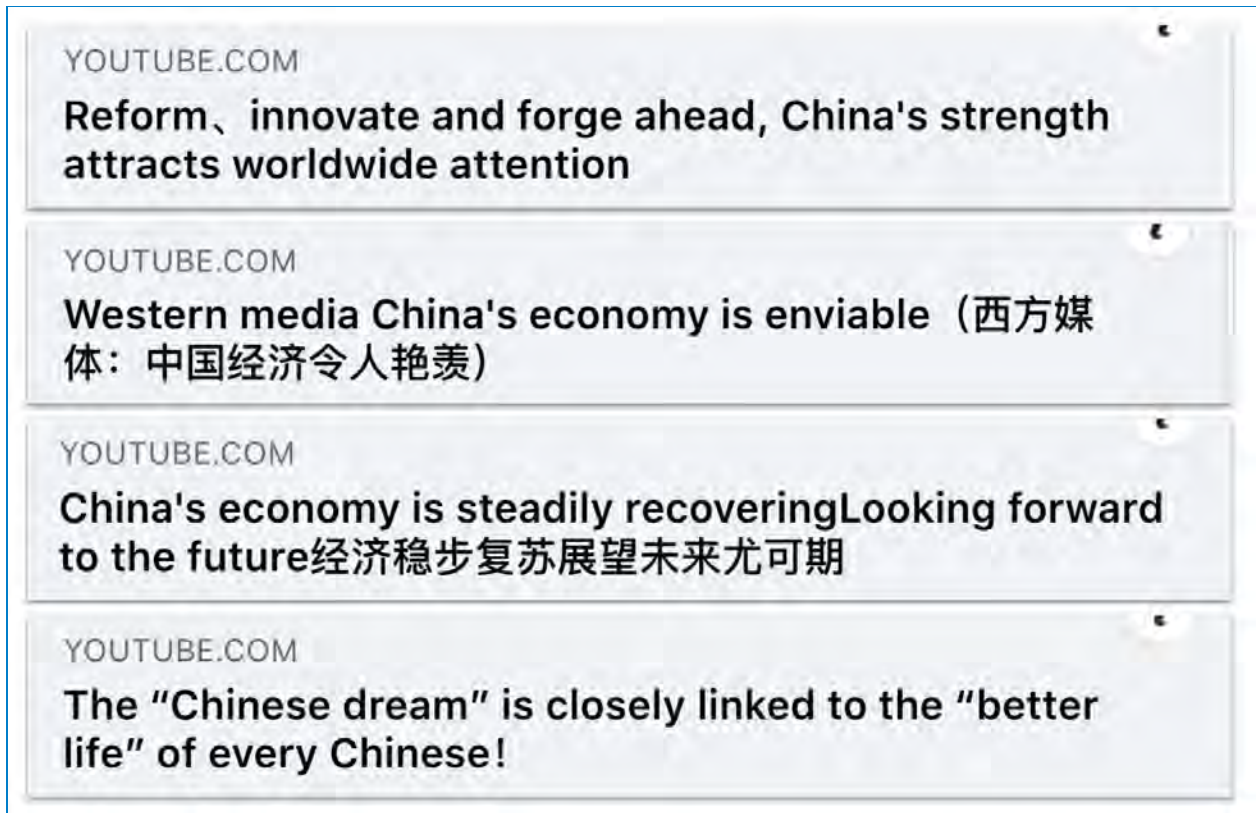 YOUTUBE.COM
Reform、innovate and forge ahead, China's strength
attracts worldwide attention
YOUTUBE.COM
Western media China's economy is enviable（西方媒
体：中国经济令人艳羡）
YOUTUBE.COM
China's economy is steadily recoveringLooking forward
to the future经济稳步复苏展望未来尤可期
YOUTUBE.COM
The “Chinese dream” is closely linked to the “better
life” of every Chinese!